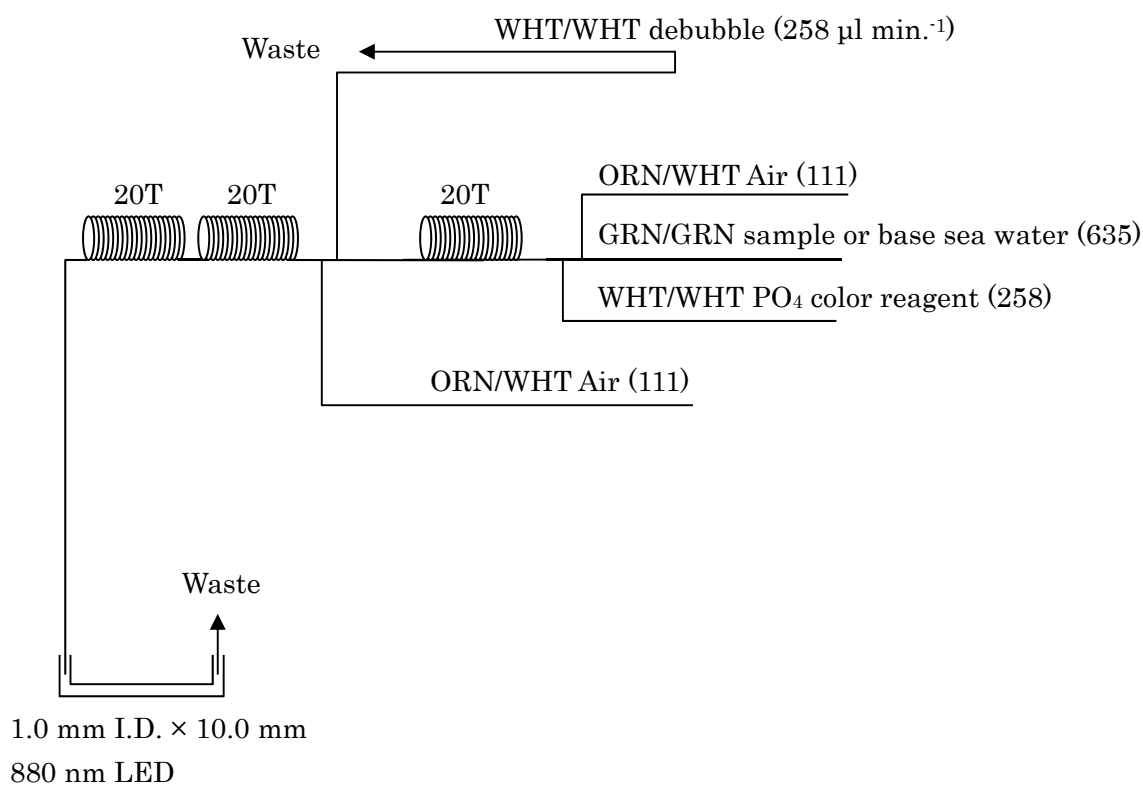 WHT/WHT debubble (258 µl min.⁻¹)
Waste
ORN/WHT Air (111)
20T 20T 20T
GRN/GRN sample or base sea water (635)
WHT/WHT PO₄ color reagent (258)
ORN/WHT Air (111)
Waste
1.0 mm I.D. × 10.0 mm
880 nm LED